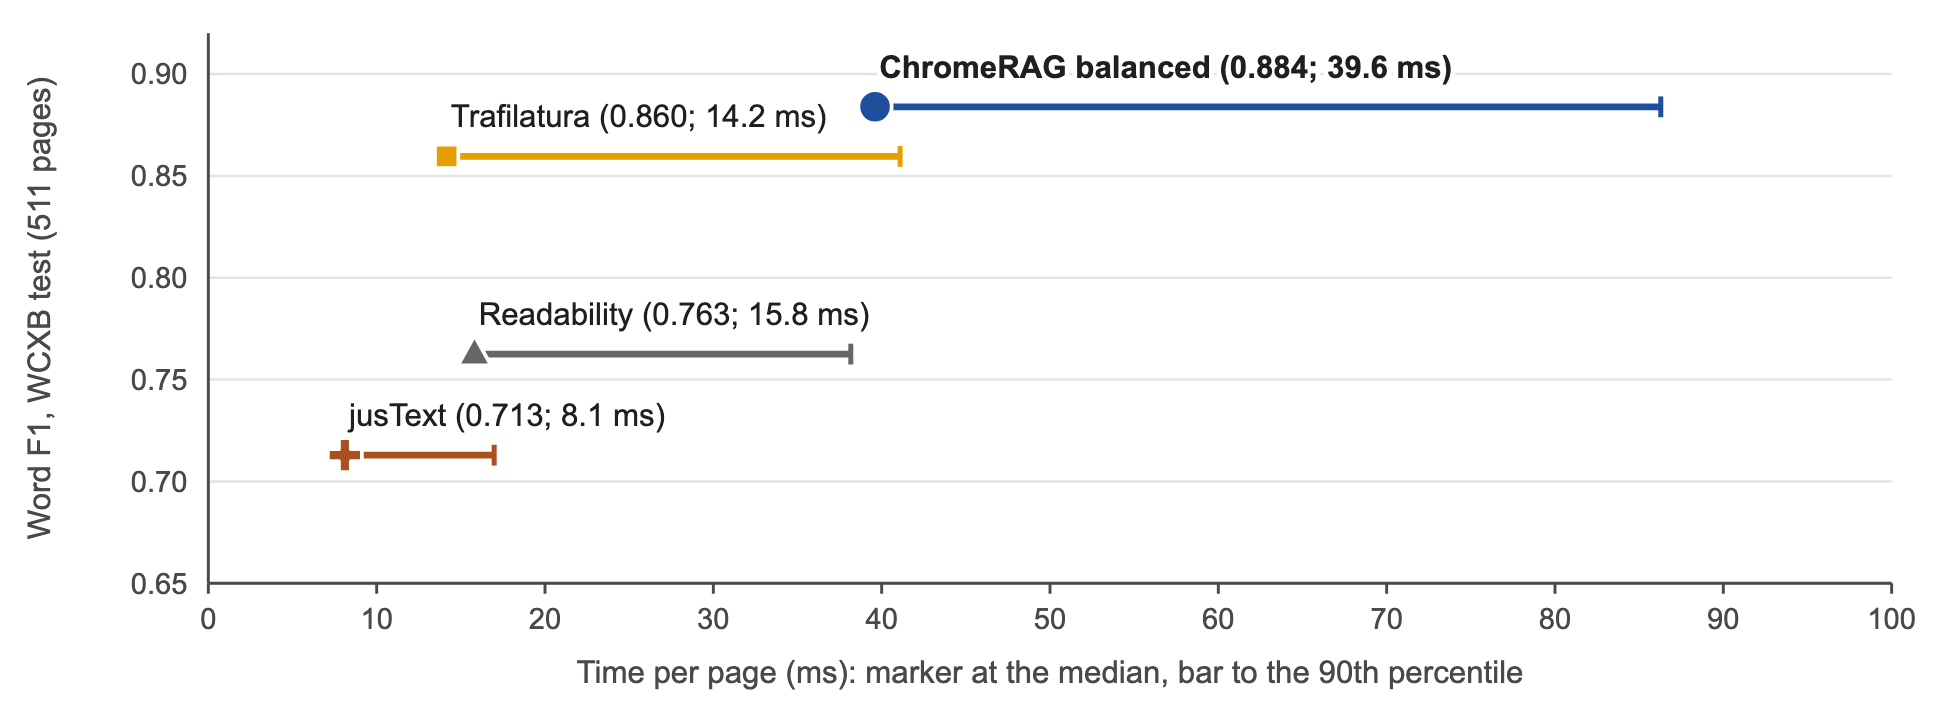 Word F1, WCXB test (511 pages)
0.90
0.85
0.80
0.75
0.70
0.65
ChromeRAG balanced (0.884; 39.6 ms)
Trafilatura (0.860; 14.2 ms)
Readability (0.763; 15.8 ms)
jusText (0.713; 8.1 ms)
0 10 20 30 40 50 60 70 80 90 100
Time per page (ms): marker at the median, bar to the 90th percentile